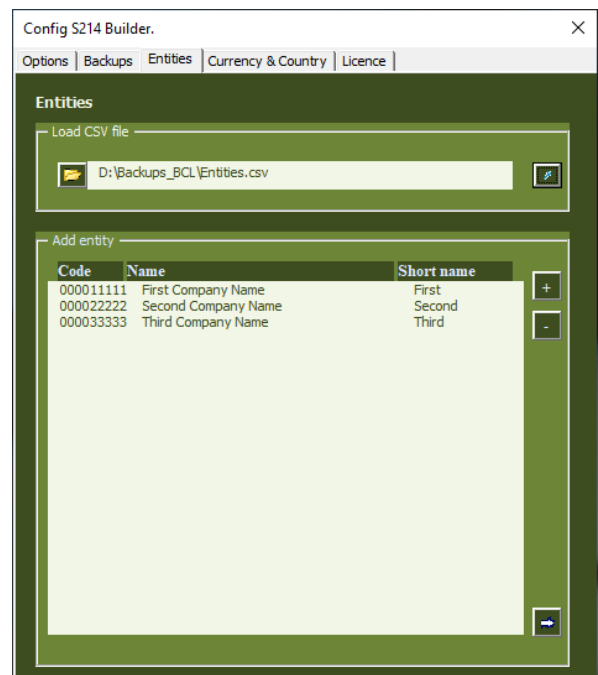 Config S214 Builder.
Options Backups Entities Currency & Country Licence
Entities
Load CSV file
D:\Backups_BCL\Entities.csv
Add entity
Code Name Short name
000011111 First Company Name First
+
000022222 Second Company Name Second
000033333 Third Company Name Third
-